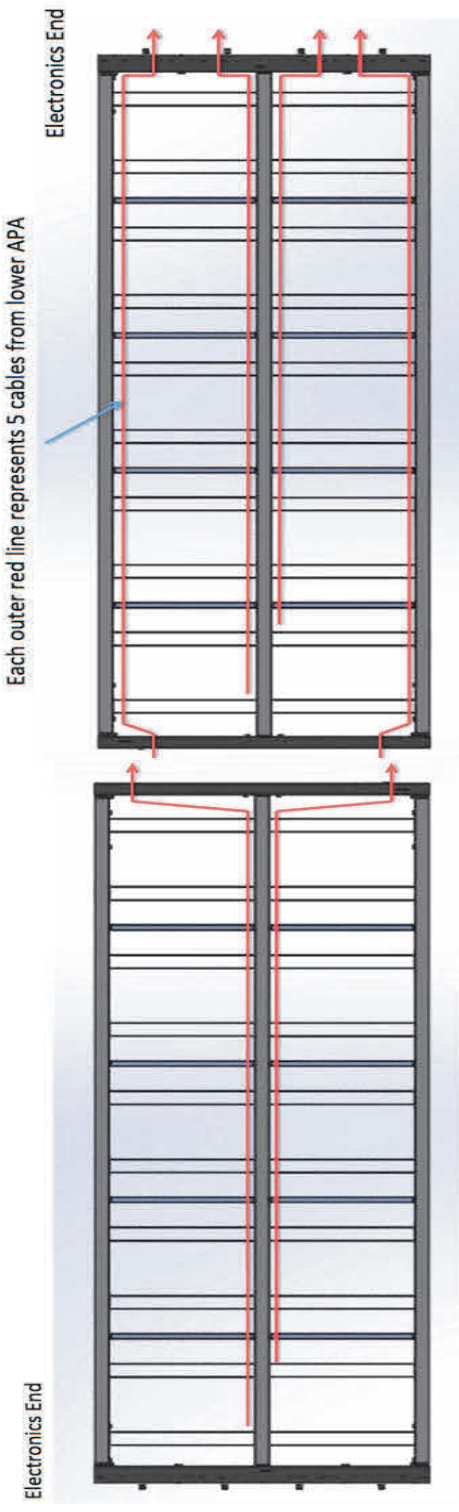 Each outer red line represents 5 cables from lower APA
Electronics End
Electronics End